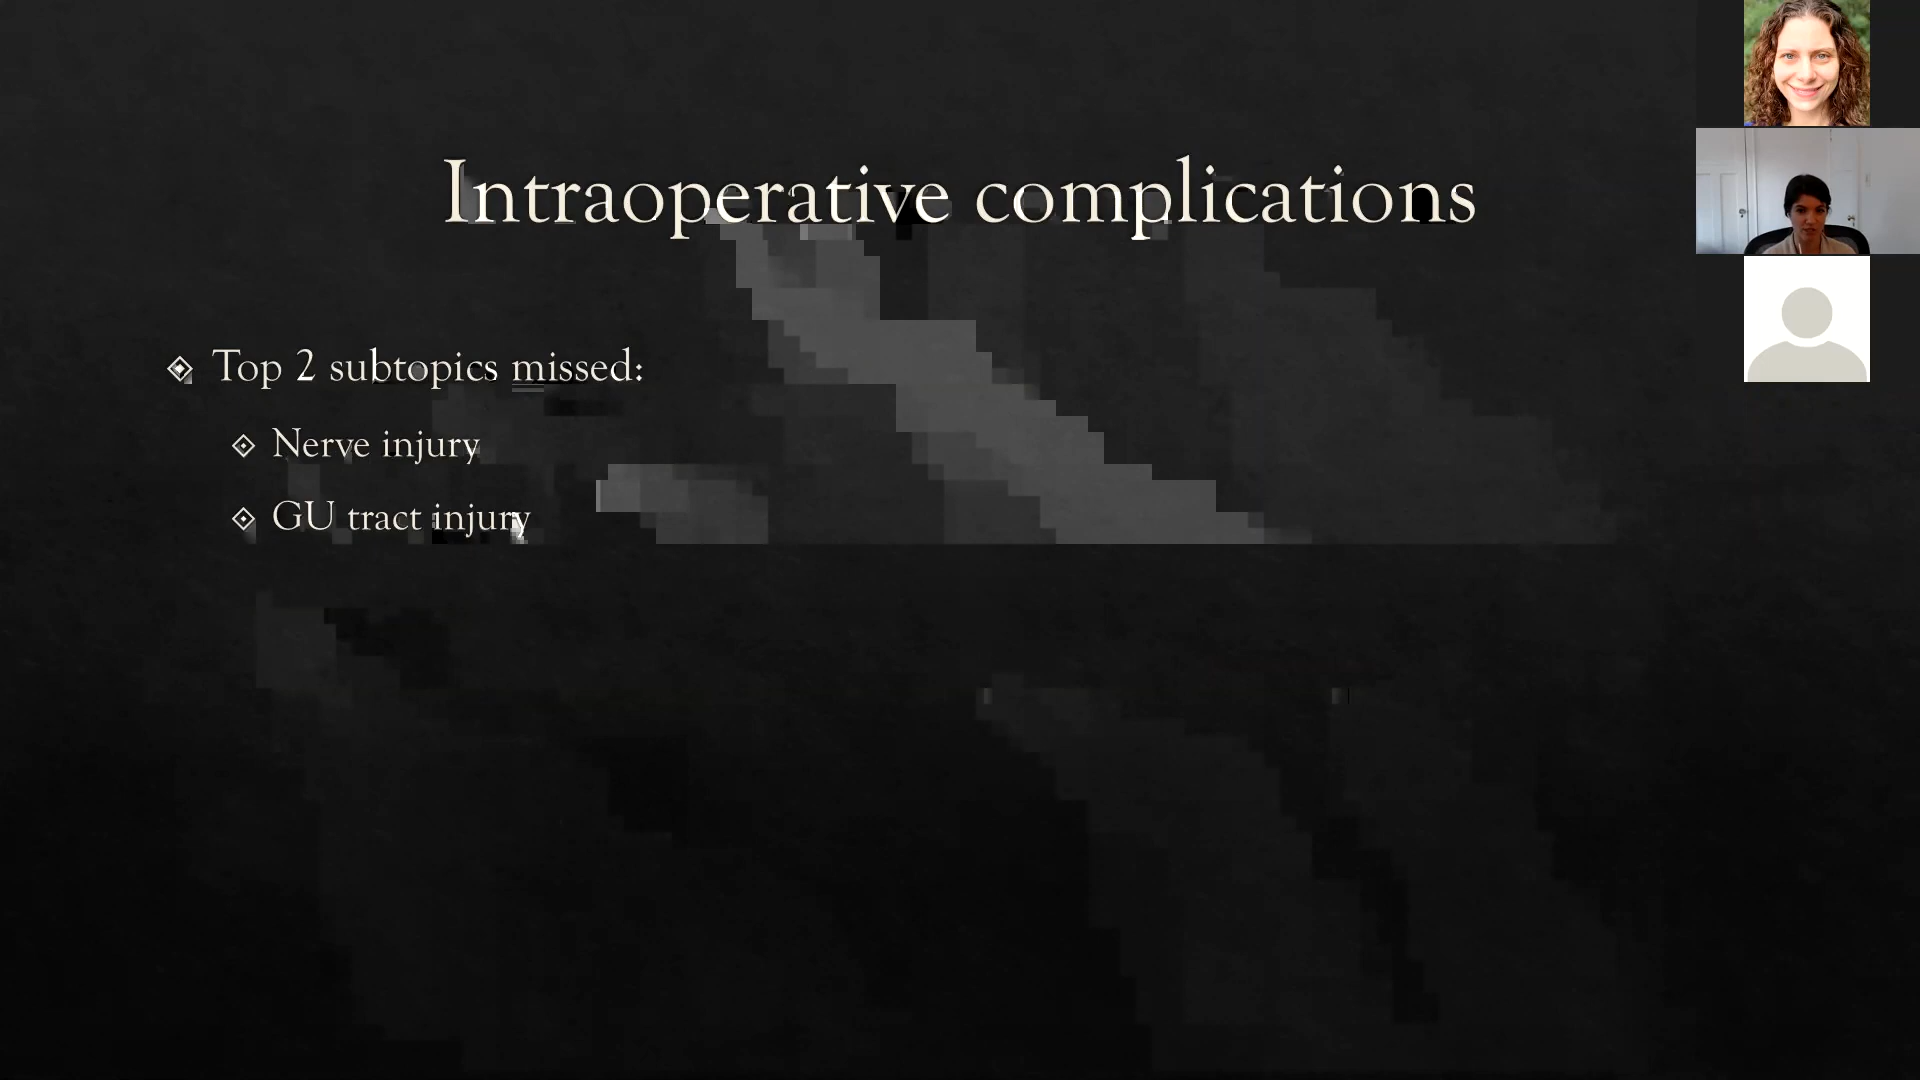 Intraoperative complications
Top 2 subtopics missed:
Nerve injury
GU tract injury